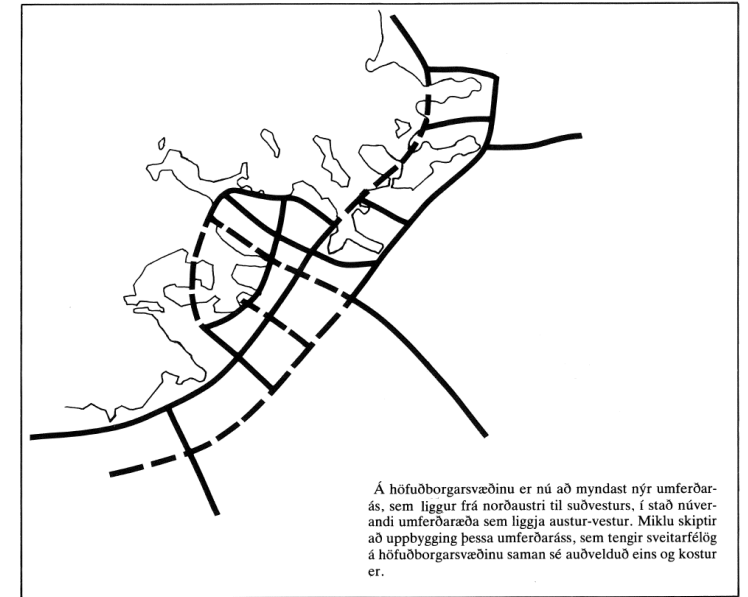 Á höfuðborgarsvæðinu er nú að myndast nýr umferðar-
ás, sem liggur frá norðaustri til suðvesturs, í stað núver-
andi umferðaræða sem liggja austur-vestur. Miklu skiptir
að uppbygging þessa umferðaráss, sem tengir sveitarfélög
á höfuðborgarsvæðinu saman sé auðvelduð eins og kostur
er.